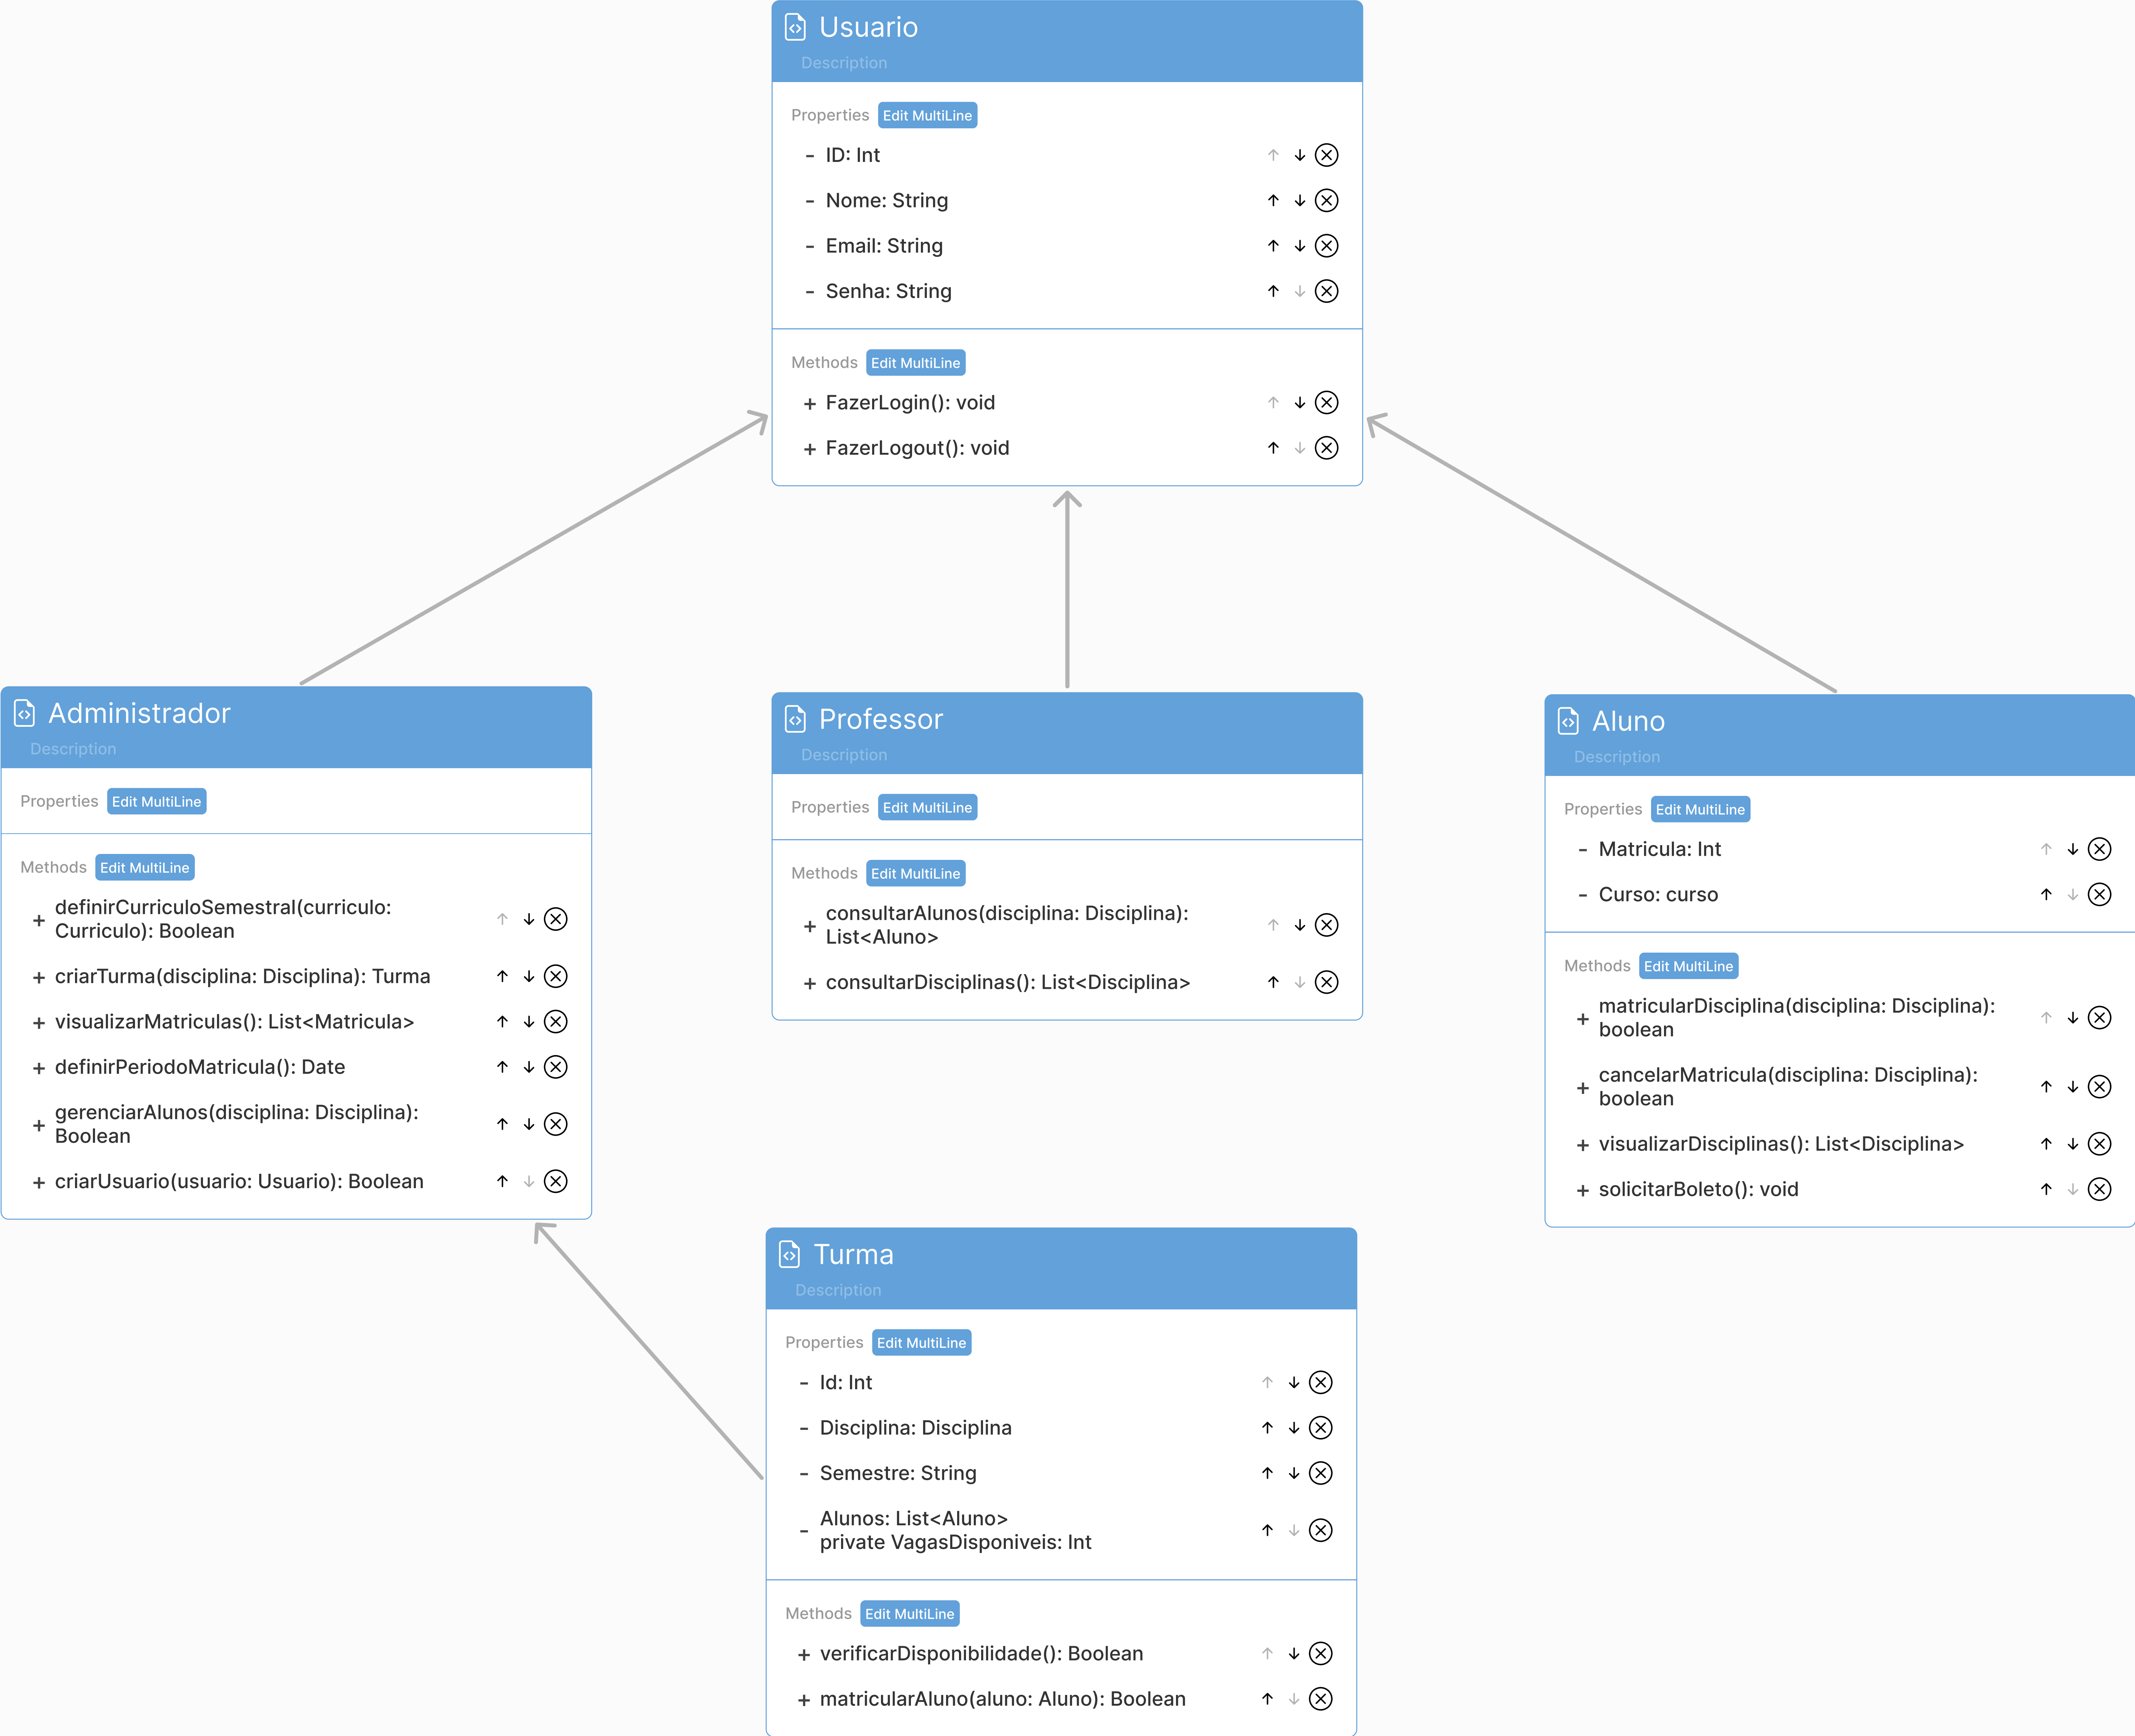 Usuario
Description
Properties Edit MultiLine
- ID: Int
- Nome: String
- Email: String
- Senha: String
Methods Edit MultiLine
+ FazerLogin(): void
+ FazerLogout(): void
Administrador
Description
Properties Edit MultiLine
Methods Edit MultiLine
+ definirCurriculoSemestral(curriculo:
Curriculo): Boolean
+ criarTurma(disciplina: Disciplina): Turma
+ visualizarMatriculas(): List<Matricula>
+ definirPeriodoMatricula(): Date
+ gerenciarAlunos(disciplina: Disciplina):
Boolean
+ criarUsuario(usuario: Usuario): Boolean
Professor
Description
Properties Edit MultiLine
Methods Edit MultiLine
+ consultarAlunos(disciplina: Disciplina):
List<Aluno>
+ consultarDisciplinas(): List<Disciplina>
Aluno
Description
Properties Edit MultiLine
- Matricula: Int
- Curso: curso
Methods Edit MultiLine
+ matricularDisciplina(disciplina: Disciplina):
boolean
+ cancelarMatricula(disciplina: Disciplina):
boolean
+ visualizarDisciplinas(): List<Disciplina>
+ solicitarBoleto(): void
Turma
Description
Properties Edit MultiLine
- Id: Int
- Disciplina: Disciplina
- Semestre: String
- Alunos: List<Aluno>
private VagasDisponiveis: Int
Methods Edit MultiLine
+ verificarDisponibilidade(): Boolean
+ matricularAluno(aluno: Aluno): Boolean